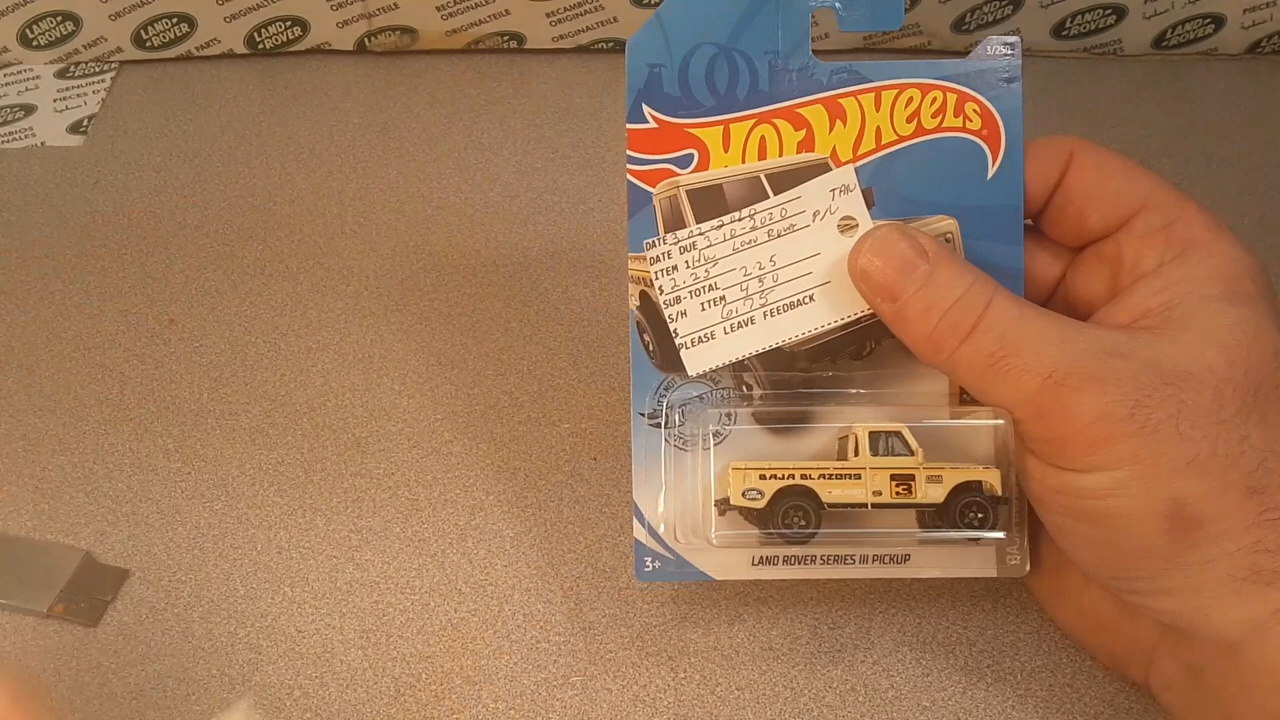 LAND ROVER
GENUINE PARTS
RECAMBIOS ORIGINALES
ORIGINALTEILE
HOT WHEELS
3/250
TAN
DATE 3-02-2020
DATE DUE 3-10-2020
ITEM 1 HW Land Rover P/U
$ 2.25
SUB-TOTAL 2.25
S/H ITEM 4 50
$ 6.75
PLEASE LEAVE FEEDBACK
BAJA BLAZERS
3
LAND ROVER SERIES III PICKUP
3+